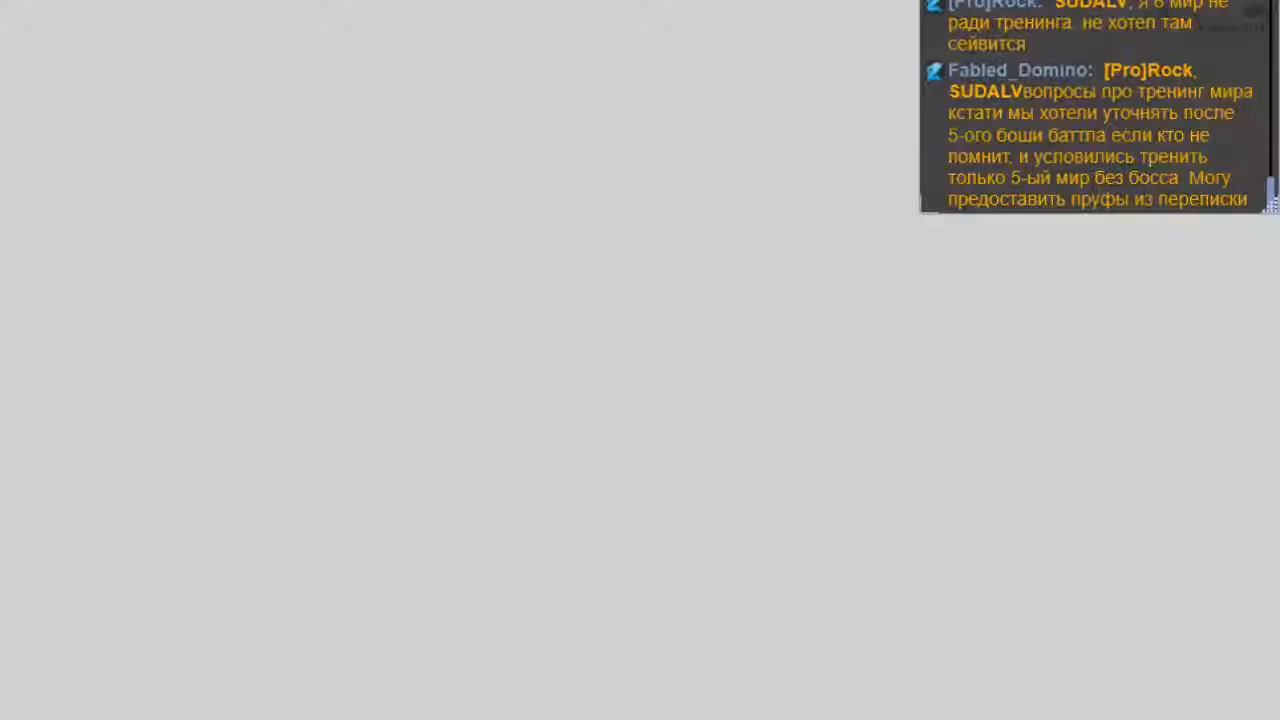 [Pro]Rock: SUDALV, я 6 мир не
ради тренинга. не хотел там
сейвится
Fabled_Domino: [Pro]Rock,
SUDALVвопросы про тренинг мира
кстати мы хотели уточнять после
5-ого боши баттла если кто не
помнит, и условились тренить
только 5-ый мир без босса Могу
предоставить пруфы из переписки